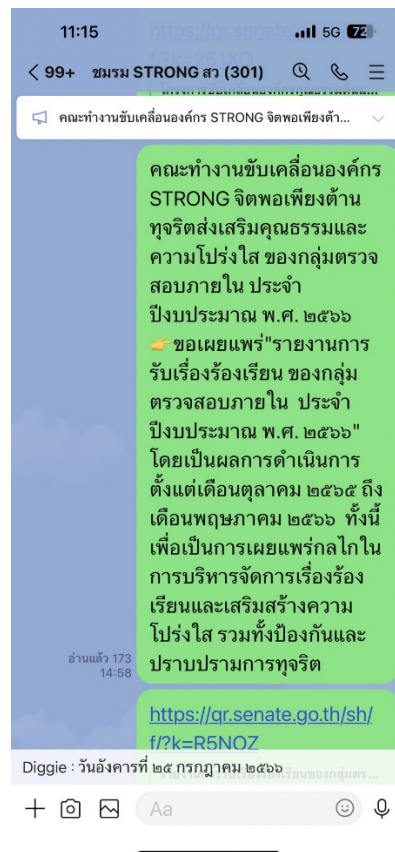 11:15
5G 72
https://qr.senate
< 99+ ชมรม STRONG สว (301)
คณะทำงานขับเคลื่อนองค์กร STRONG จิตพอเพียงต้า...
คณะทำงานขับเคลื่อนองค์กร
STRONG จิตพอเพียงต้าน
ทุจริตส่งเสริมคุณธรรมและ
ความโปร่งใส ของกลุ่มตรวจ
สอบภายใน ประจำ
ปีงบประมาณ พ.ศ. ๒๕๖๖
👉ขอเผยแพร่"รายงานการ
รับเรื่องร้องเรียน ของกลุ่ม
ตรวจสอบภายใน ประจำ
ปีงบประมาณ พ.ศ. ๒๕๖๖"
โดยเป็นผลการดำเนินการ
ตั้งแต่เดือนตุลาคม ๒๕๖๕ ถึง
เดือนพฤษภาคม ๒๕๖๖ ทั้งนี้
เพื่อเป็นการเผยแพร่กลไกใน
การบริหารจัดการเรื่องร้อง
เรียนและเสริมสร้างความ
โปร่งใส รวมทั้งป้องกันและ
ปราบปรามการทุจริต
อ่านแล้ว 173
14:58
https://qr.senate.go.th/sh/
f/?k=R5NOZ
Diggie : วันอังคารที่ ๒๕ กรกฎาคม ๒๕๖๖
Aa